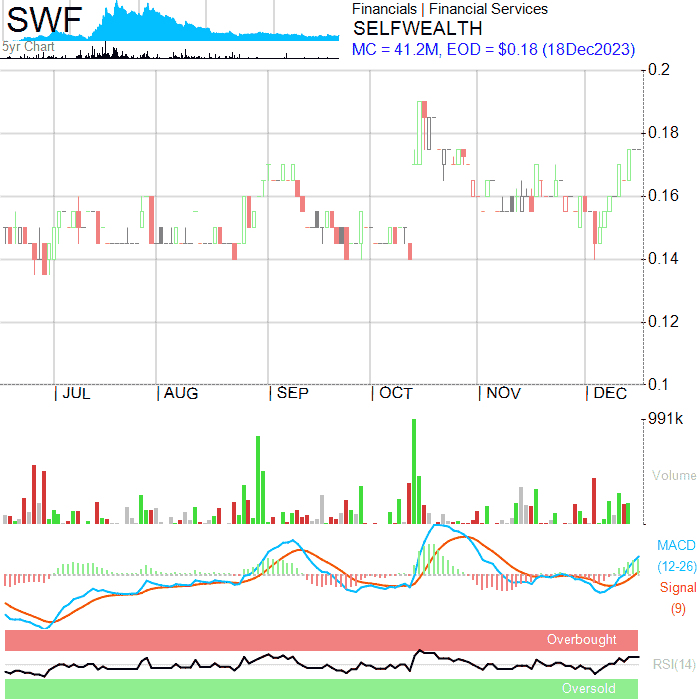 SWF
5yr Chart
Financials | Financial Services
SELFWEALTH
MC = 41.2M, EOD = $0.18 (18Dec2023)
0.2
0.18
0.16
0.14
0.12
0.1
JUL AUG SEP OCT NOV DEC
991k
Volume
MACD
(12-26)
Signal
(9)
Overbought
RSI(14)
Oversold